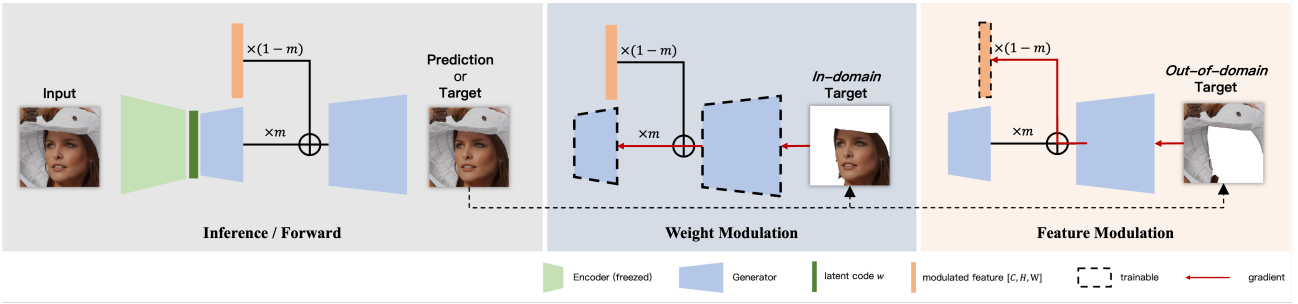 Input
×(1 − m)
×m
Prediction
or
Target
Inference / Forward
×(1 − m)
×m
In-domain
Target
Weight Modulation
×(1 − m)
×m
Out-of-domain
Target
Feature Modulation
Encoder (freezed)
Generator
latent code w
modulated feature [C, H, W]
trainable
gradient